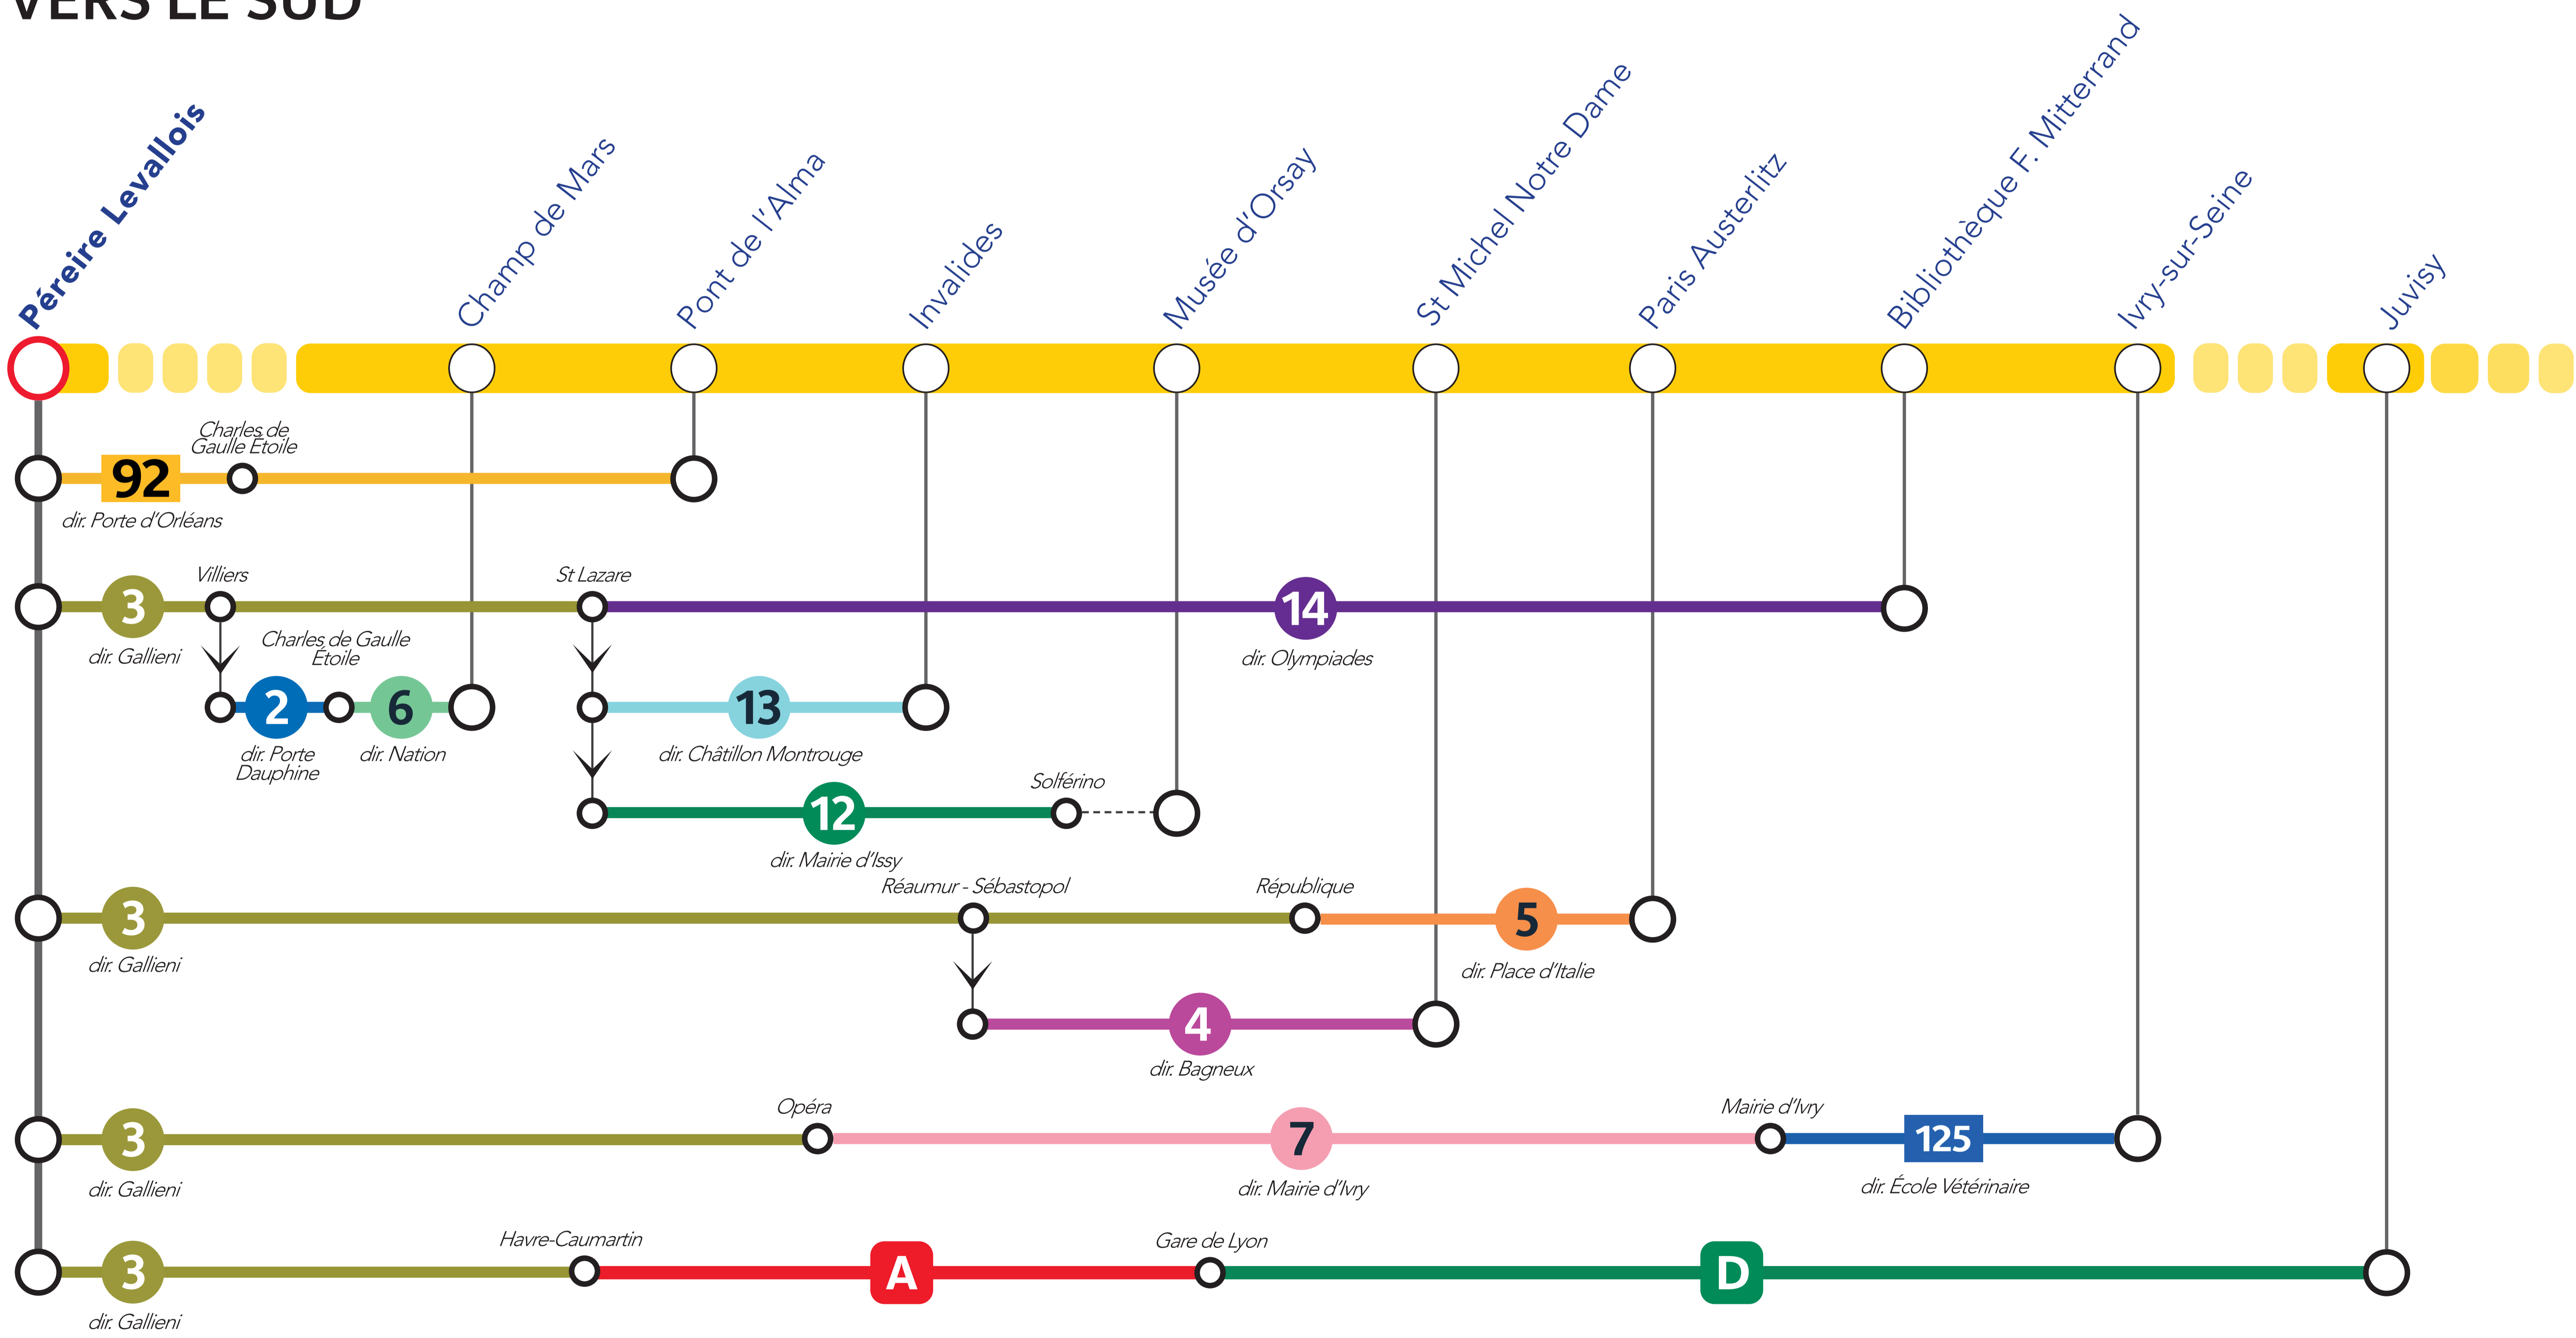 VERS LE SUD
Péreire Levallois
Champ de Mars
Pont de l'Alma
Invalides
Musée d'Orsay
St Michel Notre Dame
Paris Austerlitz
Bibliothèque F. Mitterrand
Ivry-sur-Seine
Juvisy
Charles de
Gaulle Étoile
92
dir. Porte d'Orléans
Villiers
St Lazare
3
14
dir. Gallieni
dir. Olympiades
Charles de Gaulle
Étoile
2
6
13
dir. Porte
Dauphine
dir. Nation
dir. Châtillon Montrouge
Solférino
12
dir. Mairie d'Issy
Réaumur - Sébastopol
République
3
5
dir. Gallieni
dir. Place d'Italie
4
dir. Bagneux
Opéra
Mairie d'Ivry
3
7
125
dir. Gallieni
dir. Mairie d'Ivry
dir. École Vétérinaire
Havre-Caumartin
Gare de Lyon
3
A
D
dir. Gallieni